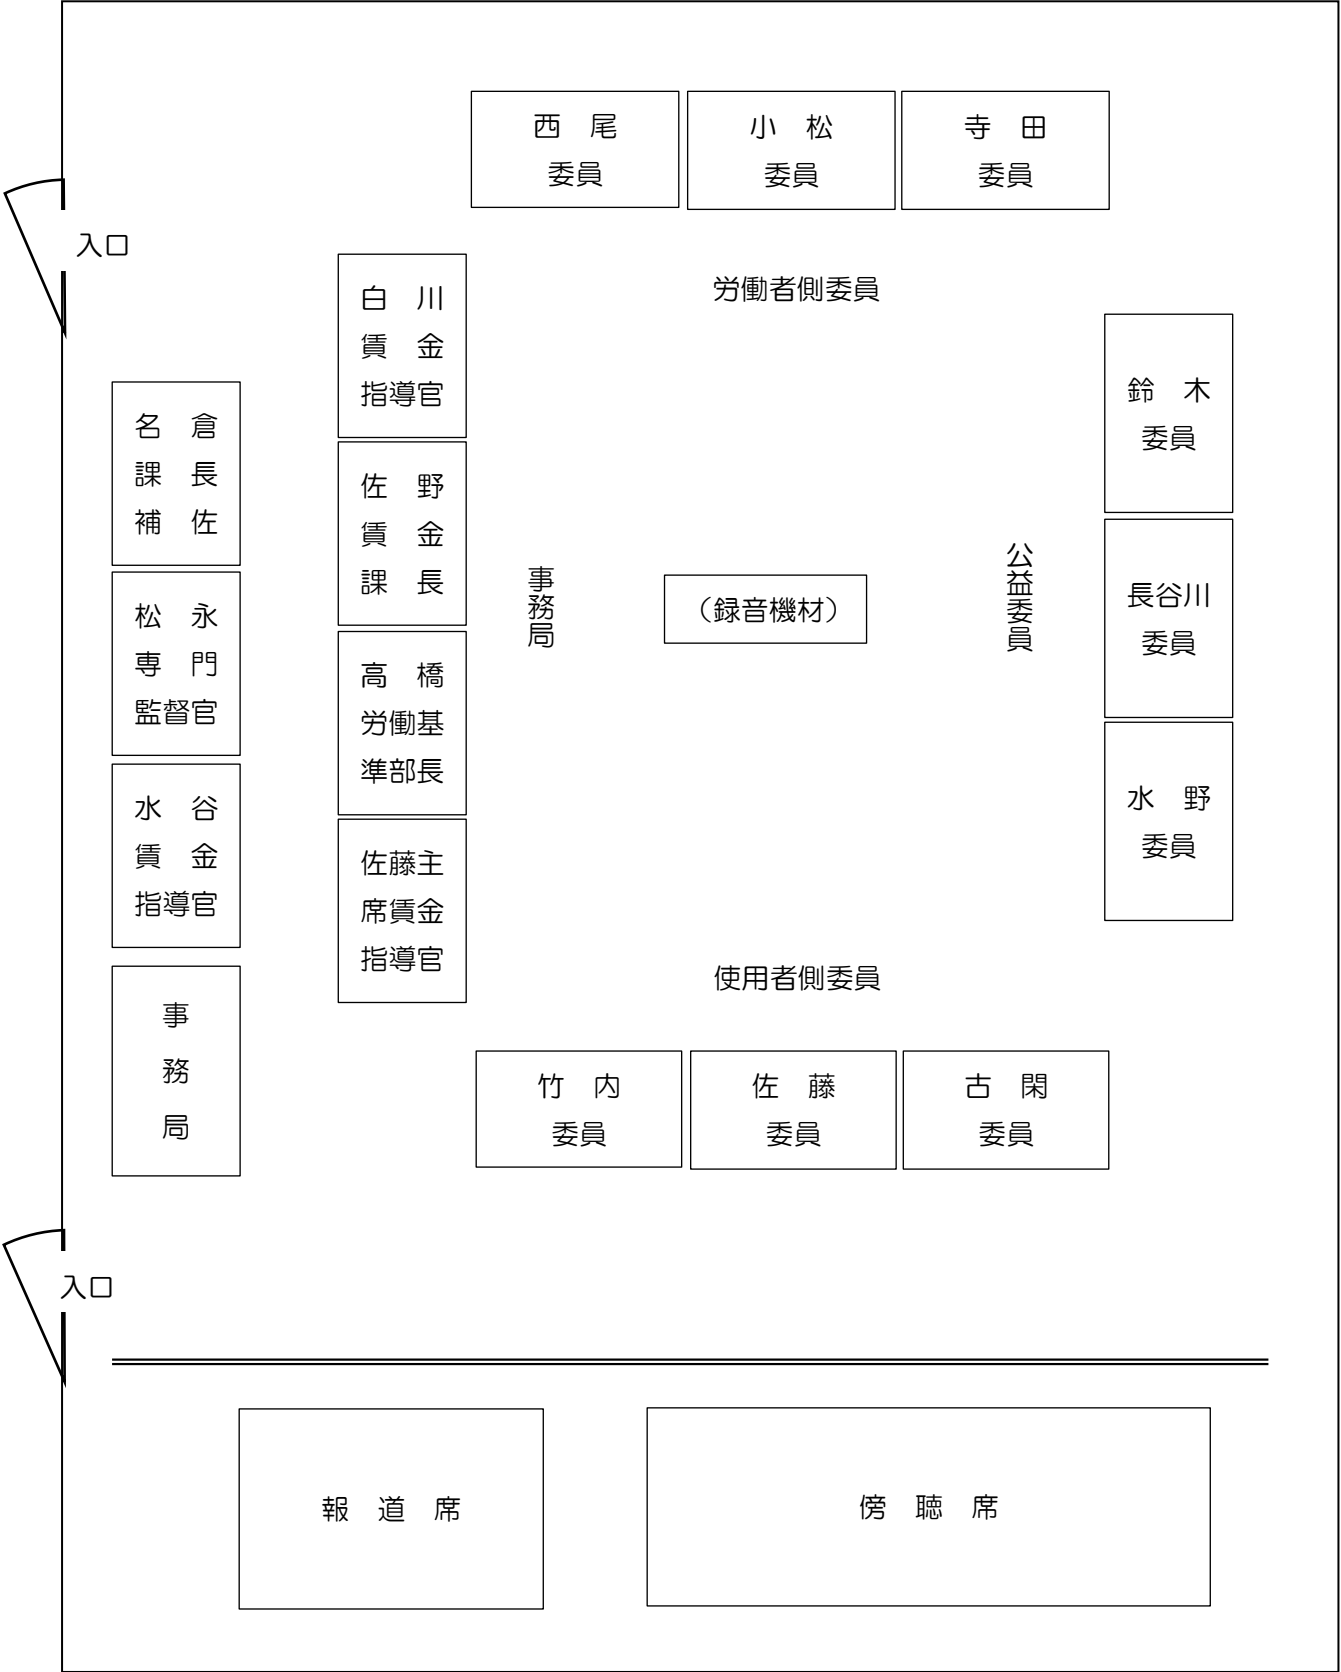 西　尾
委員
小　松
委員
寺　田
委員
入口
労働者側委員
白　川
賃　金
指導官
佐　野
賃　金
課　長
高　橋
労働基
準部長
佐藤主
席賃金
指導官
名　倉
課　長
補　佐
松　永
専　門
監督官
水　谷
賃　金
指導官
事
務
局
事務局
（録音機材）
公益委員
鈴　木
委員
長谷川
委員
水　野
委員
使用者側委員
竹　内
委員
佐　藤
委員
古　閑
委員
入口
報　道　席
傍　聴　席